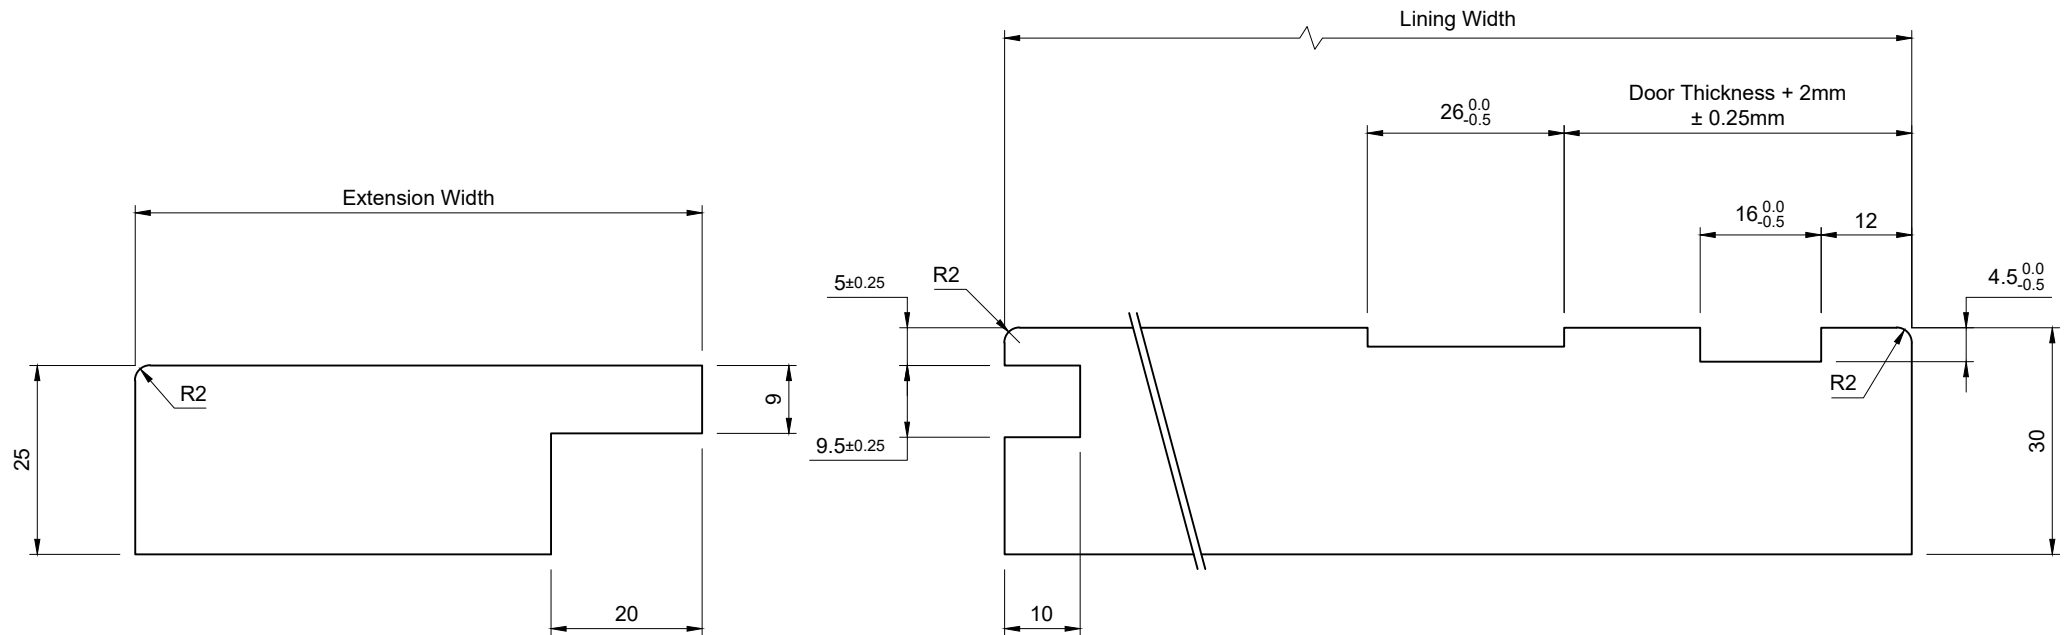 Lining Width
Door Thickness + 2mm
± 0.25mm
26 0.0 -0.5
Extension Width
16 0.0 -0.5
12
R2
5±0.25
4.5 0.0 -0.5
R2
R2
9
9.5±0.25
25
30
20
10